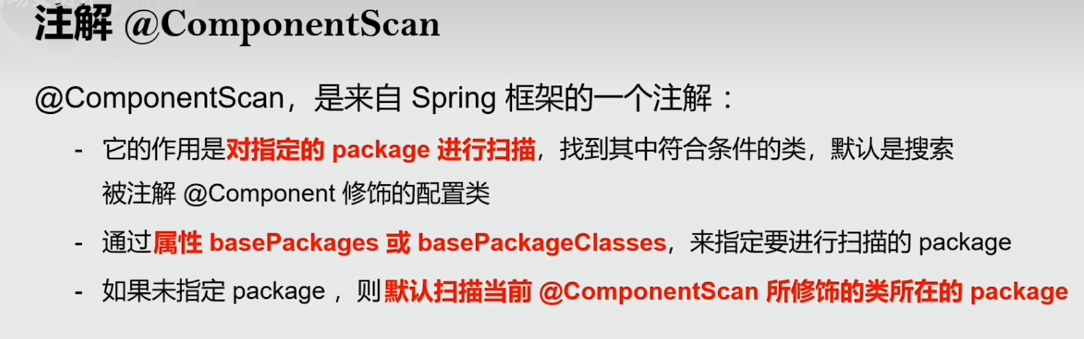 注解 @ComponentScan
@ComponentScan，是来自 Spring 框架的一个注解：
- 它的作用是对指定的 package 进行扫描，找到其中符合条件的类，默认是搜索
被注解 @Component 修饰的配置类
- 通过属性 basePackages 或 basePackageClasses，来指定要进行扫描的 package
- 如果未指定 package ，则默认扫描当前 @ComponentScan 所修饰的类所在的 package